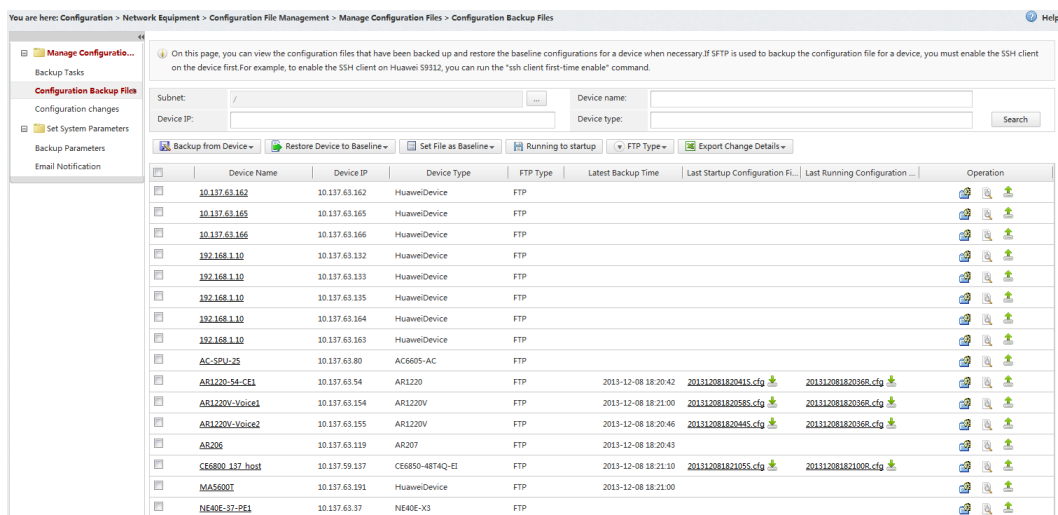 You are here: Configuration > Network Equipment > Configuration File Management > Manage Configuration Files > Configuration Backup Files
Help
Manage Configuratio...
Backup Tasks
Configuration Backup Files
Configuration changes
Set System Parameters
Backup Parameters
Email Notification
On this page, you can view the configuration files that have been backed up and restore the baseline configurations for a device when necessary.If SFTP is used to backup the configuration file for a device, you must enable the SSH client
on the device first.For example, to enable the SSH client on Huawei S9312, you can run the "ssh client first-time enable" command.
Subnet: / ... Device name:
Device IP: Device type: Search
Backup from Device Restore Device to Baseline Set File as Baseline Running to startup FTP Type Export Change Details
Device Name Device IP Device Type FTP Type Latest Backup Time Last Startup Configuration Fi... Last Running Configuration ... Operation
10.137.63.162 10.137.63.162 HuaweiDevice FTP
10.137.63.165 10.137.63.165 HuaweiDevice FTP
10.137.63.166 10.137.63.166 HuaweiDevice FTP
192.168.1.10 10.137.63.132 HuaweiDevice FTP
192.168.1.10 10.137.63.133 HuaweiDevice FTP
192.168.1.10 10.137.63.135 HuaweiDevice FTP
192.168.1.10 10.137.63.164 HuaweiDevice FTP
192.168.1.10 10.137.63.163 HuaweiDevice FTP
AC-SPU-25 10.137.63.80 AC6605-AC FTP
AR1220-54-CE1 10.137.63.54 AR1220 FTP 2013-12-08 18:20:42 20131208182041S.cfg 20131208182036R.cfg
AR1220V-Voice1 10.137.63.154 AR1220V FTP 2013-12-08 18:21:00 20131208182058S.cfg 20131208182036R.cfg
AR1220V-Voice2 10.137.63.155 AR1220V FTP 2013-12-08 18:20:46 20131208182044S.cfg 20131208182036R.cfg
AR206 10.137.63.119 AR207 FTP 2013-12-08 18:20:43
CE6800_137_host 10.137.59.137 CE6850-48T4Q-EI FTP 2013-12-08 18:21:10 20131208182105S.cfg 20131208182100R.cfg
MA5600T 10.137.63.191 HuaweiDevice FTP 2013-12-08 18:21:00
NE40E-37-PE1 10.137.63.37 NE40E-X3 FTP